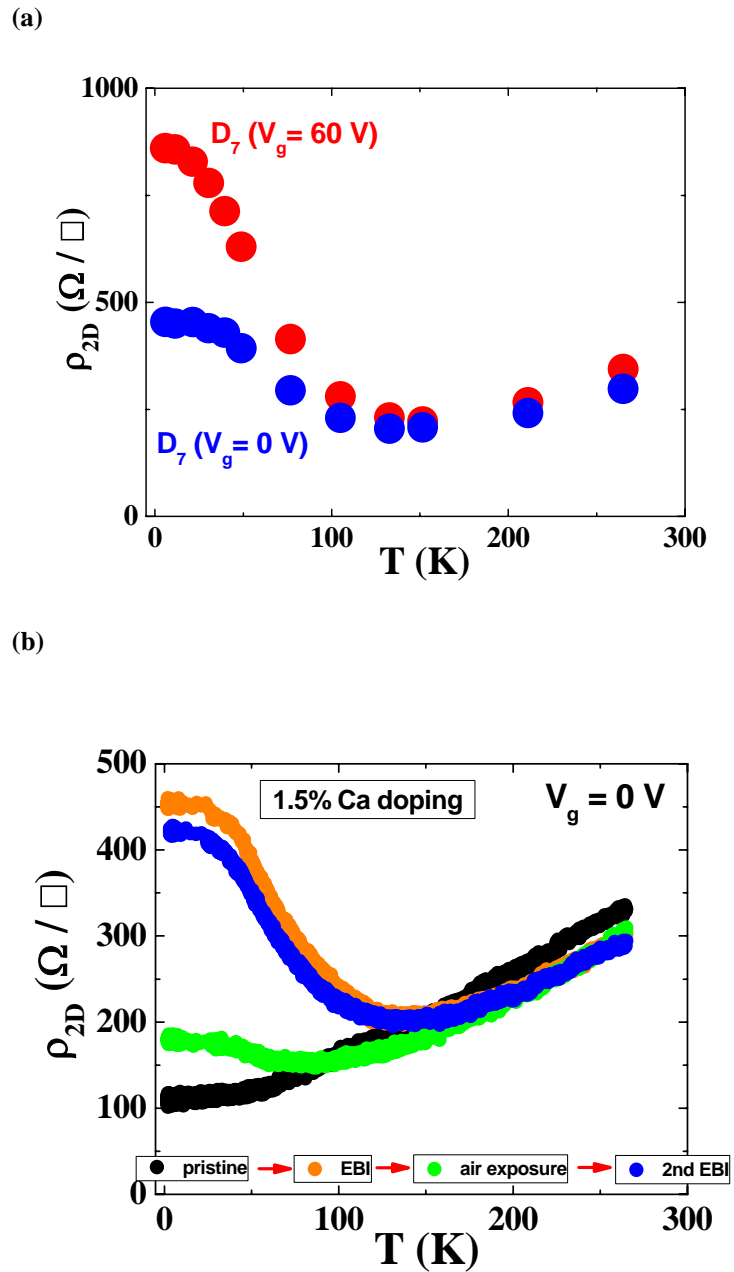 (a)
1000
D7 (Vg= 60 V)
500
ρ2D (Ω / □)
D7 (Vg= 0 V)
0
0 100 200 300
T (K)
(b)
500
1.5% Ca doping Vg = 0 V
400
300
ρ2D (Ω / □)
200
100
pristine EBI air exposure 2nd EBI
0
0 100 200 300
T (K)